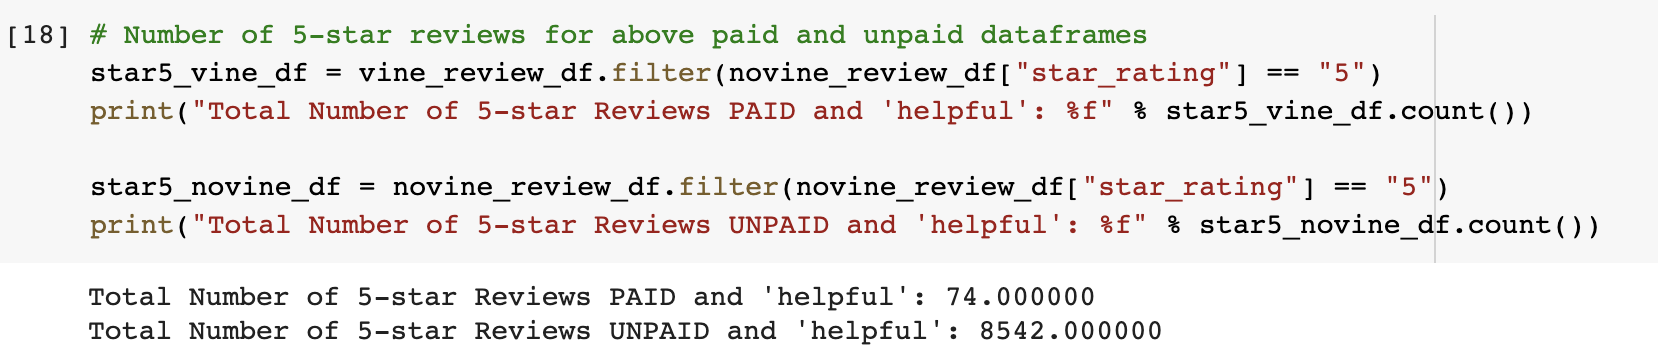 [18] # Number of 5-star reviews for above paid and unpaid dataframes
star5_vine_df = vine_review_df.filter(novine_review_df["star_rating"] == "5")
print("Total Number of 5-star Reviews PAID and 'helpful': %f" % star5_vine_df.count())

star5_novine_df = novine_review_df.filter(novine_review_df["star_rating"] == "5")
print("Total Number of 5-star Reviews UNPAID and 'helpful': %f" % star5_novine_df.count())

Total Number of 5-star Reviews PAID and 'helpful': 74.000000
Total Number of 5-star Reviews UNPAID and 'helpful': 8542.000000